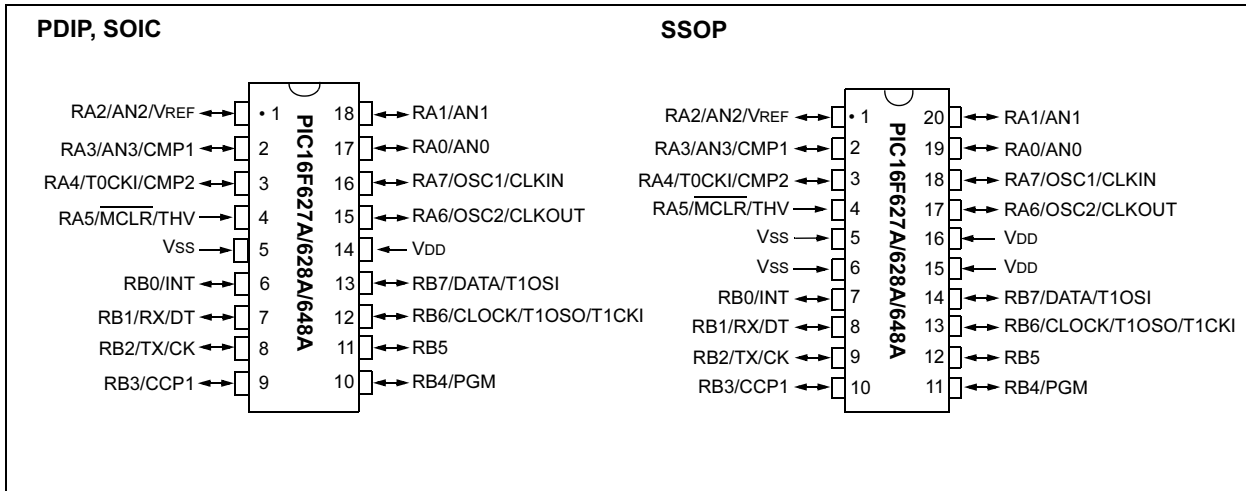 PDIP, SOIC
RA2/AN2/VREF
RA3/AN3/CMP1
RA4/T0CKI/CMP2
RA5/MCLR/THV
VSS
RB0/INT
RB1/RX/DT
RB2/TX/CK
RB3/CCP1
• 1
2
3
4
5
6
7
8
9
PIC16F627A/628A/648A
18
17
16
15
14
13
12
11
10
RA1/AN1
RA0/AN0
RA7/OSC1/CLKIN
RA6/OSC2/CLKOUT
VDD
RB7/DATA/T1OSI
RB6/CLOCK/T1OSO/T1CKI
RB5
RB4/PGM
SSOP
RA2/AN2/VREF
RA3/AN3/CMP1
RA4/T0CKI/CMP2
RA5/MCLR/THV
VSS
VSS
RB0/INT
RB1/RX/DT
RB2/TX/CK
RB3/CCP1
• 1
2
3
4
5
6
7
8
9
10
PIC16F627A/628A/648A
20
19
18
17
16
15
14
13
12
11
RA1/AN1
RA0/AN0
RA7/OSC1/CLKIN
RA6/OSC2/CLKOUT
VDD
VDD
RB7/DATA/T1OSI
RB6/CLOCK/T1OSO/T1CKI
RB5
RB4/PGM